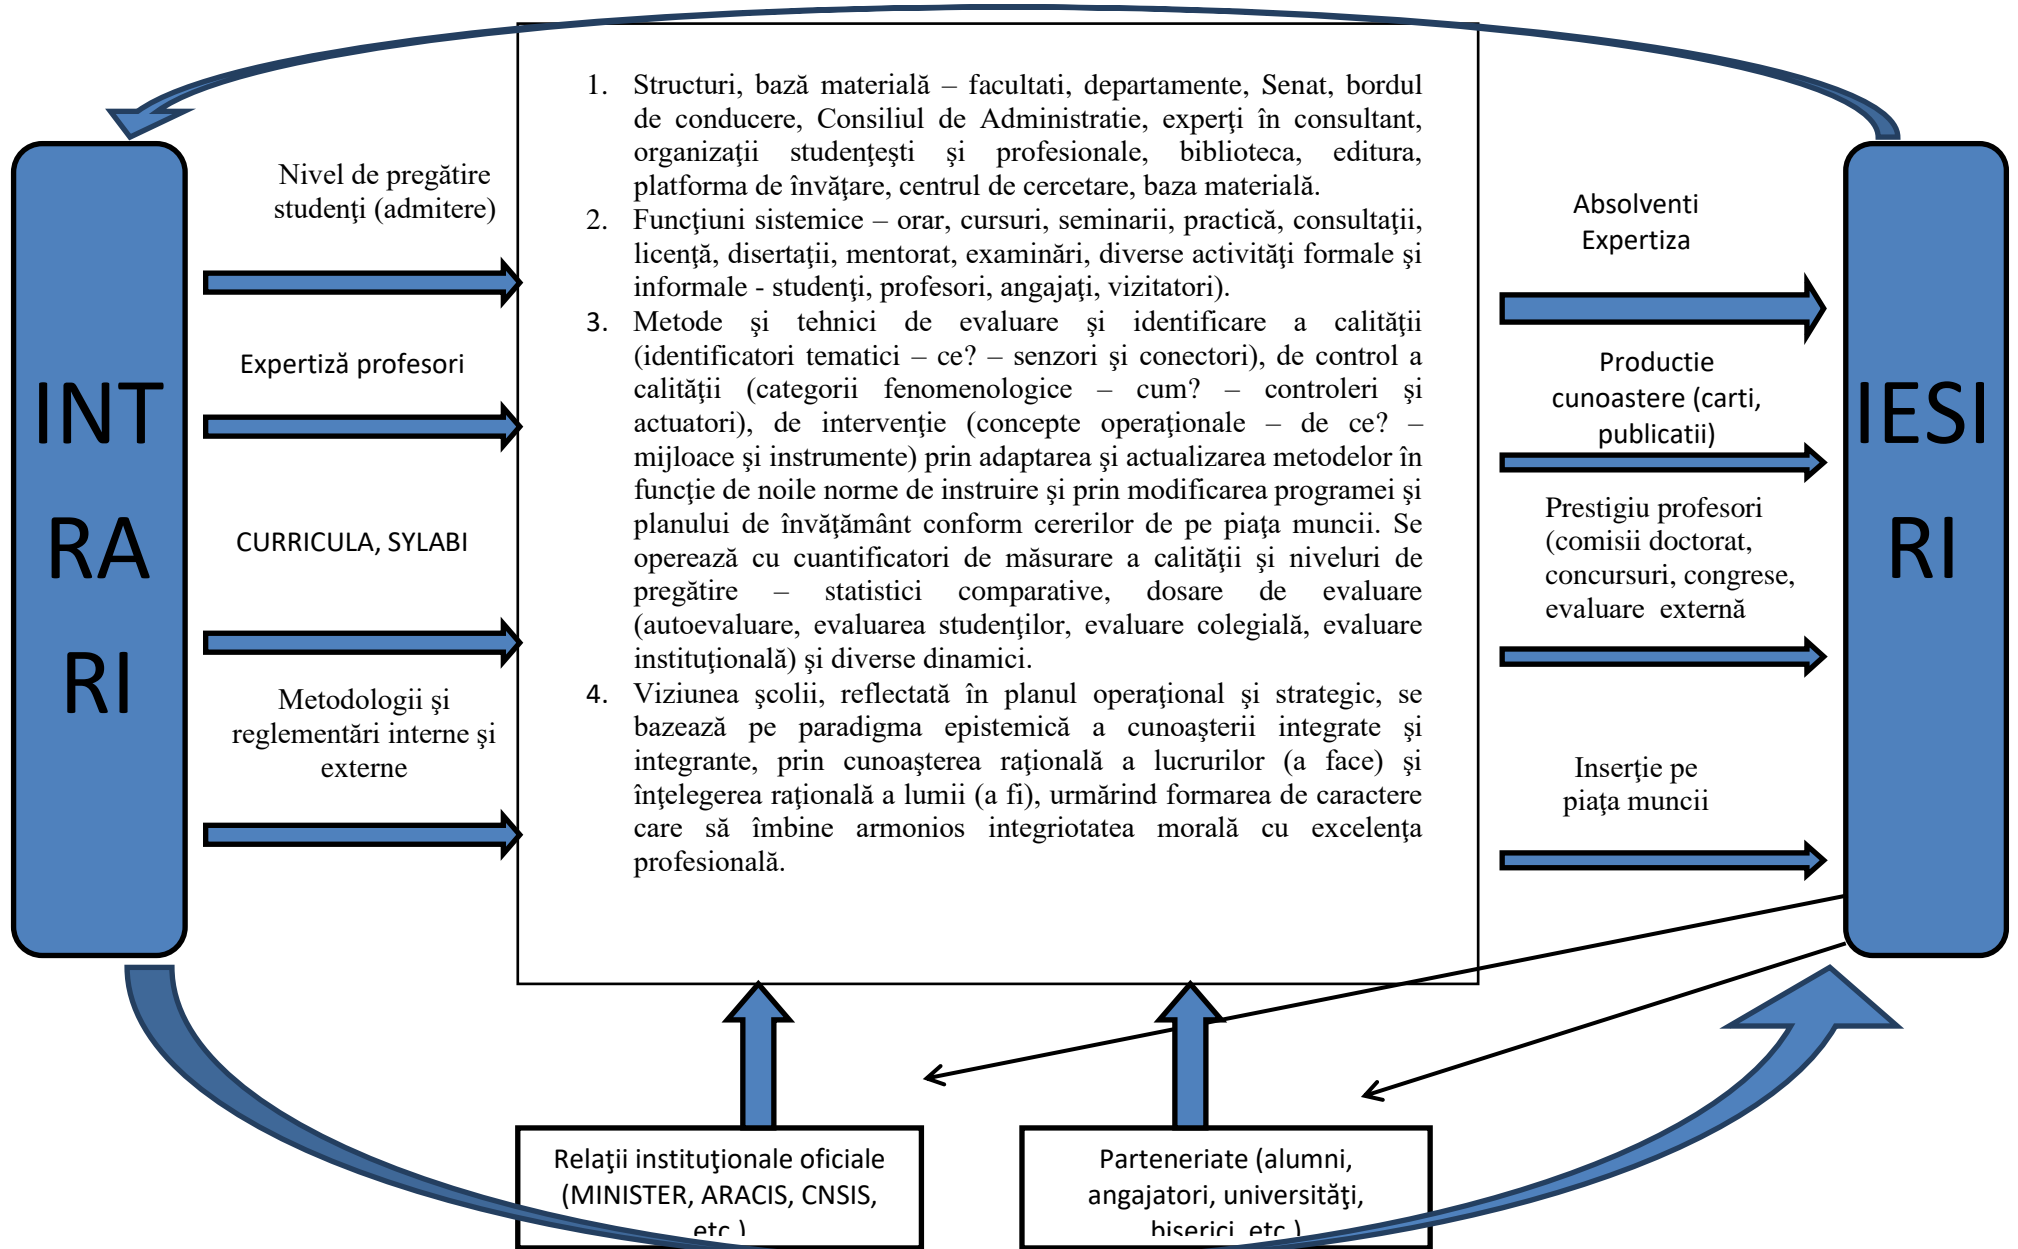 INT
RA
RI
Nivel de pregătire
studenţi (admitere)
Expertiză profesori
CURRICULA, SYLABI
Metodologii şi
reglementări interne şi
externe
1. Structuri, bază materială – facultati, departamente, Senat, bordul
de conducere, Consiliul de Administratie, experţi în consultant,
organizaţii studenţeşti şi profesionale, biblioteca, editura,
platforma de învăţare, centrul de cercetare, baza materială.
2. Funcţiuni sistemice – orar, cursuri, seminarii, practică, consultaţii,
licenţă, disertaţii, mentorat, examinări, diverse activităţi formale şi
informale - studenţi, profesori, angajaţi, vizitatori).
3. Metode şi tehnici de evaluare şi identificare a calităţii
(identificatori tematici – ce? – senzori şi conectori), de control a
calităţii (categorii fenomenologice – cum? – controleri şi
actuatori), de intervenţie (concepte operaţionale – de ce? –
mijloace şi instrumente) prin adaptarea şi actualizarea metodelor în
funcţie de noile norme de instruire şi prin modificarea programei şi
planului de învăţământ conform cererilor de pe piaţa muncii. Se
operează cu cuantificatori de măsurare a calităţii şi niveluri de
pregătire – statistici comparative, dosare de evaluare
(autoevaluare, evaluarea studenţilor, evaluare colegială, evaluare
instituţională) şi diverse dinamici.
4. Viziunea şcolii, reflectată în planul operaţional şi strategic, se
bazează pe paradigma epistemică a cunoaşterii integrate şi
integrante, prin cunoaşterea raţională a lucrurilor (a face) şi
înţelegerea raţională a lumii (a fi), urmărind formarea de caractere
care să îmbine armonios integriotatea morală cu excelenţa
profesională.
Absolventi
Expertiza
Productie
cunoastere (carti,
publicatii)
Prestigiu profesori
(comisii doctorat,
concursuri, congrese,
evaluare externă
Inserţie pe
piaţa muncii
IESI
RI
Relaţii instituţionale oficiale
(MINISTER, ARACIS, CNSIS,
etc.)
Parteneriate (alumni,
angajatori, universităţi,
biserici, etc.)